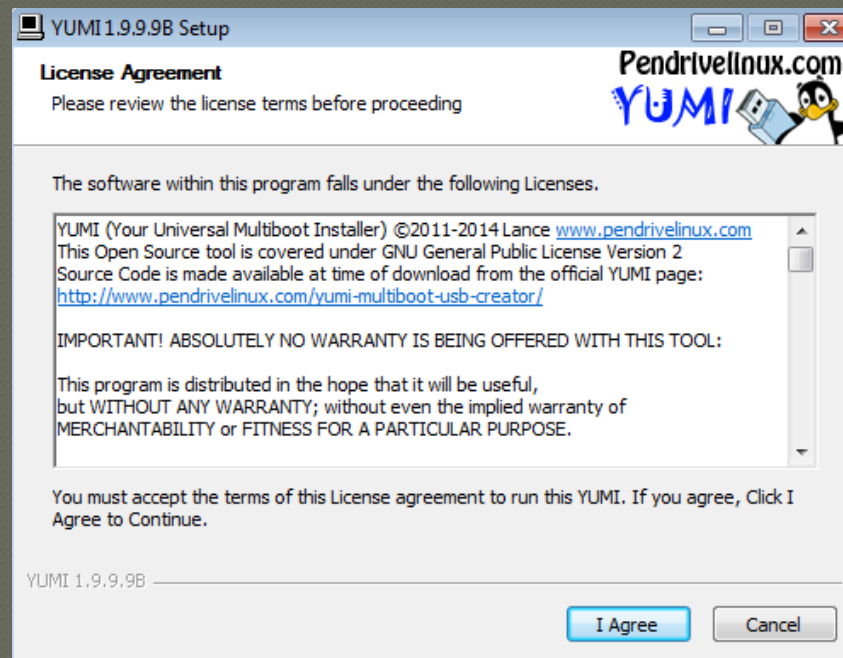 YUMI 1.9.9.9B Setup
License Agreement
Please review the license terms before proceeding
Pendrivelinux.com
YUMI
The software within this program falls under the following Licenses.
YUMI (Your Universal Multiboot Installer) ©2011-2014 Lance www.pendrivelinux.com
This Open Source tool is covered under GNU General Public License Version 2
Source Code is made available at time of download from the official YUMI page:
http://www.pendrivelinux.com/yumi-multiboot-usb-creator/
IMPORTANT! ABSOLUTELY NO WARRANTY IS BEING OFFERED WITH THIS TOOL:
This program is distributed in the hope that it will be useful,
but WITHOUT ANY WARRANTY; without even the implied warranty of
MERCHANTABILITY or FITNESS FOR A PARTICULAR PURPOSE.
You must accept the terms of this License agreement to run this YUMI. If you agree, Click I
Agree to Continue.
YUMI 1.9.9.9B
I Agree
Cancel